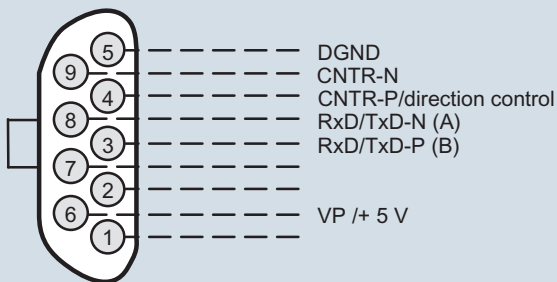 5 DGND
9 CNTR-N
4 CNTR-P/direction control
8 RxD/TxD-N (A)
3 RxD/TxD-P (B)
7
2
6 VP /+ 5 V
1